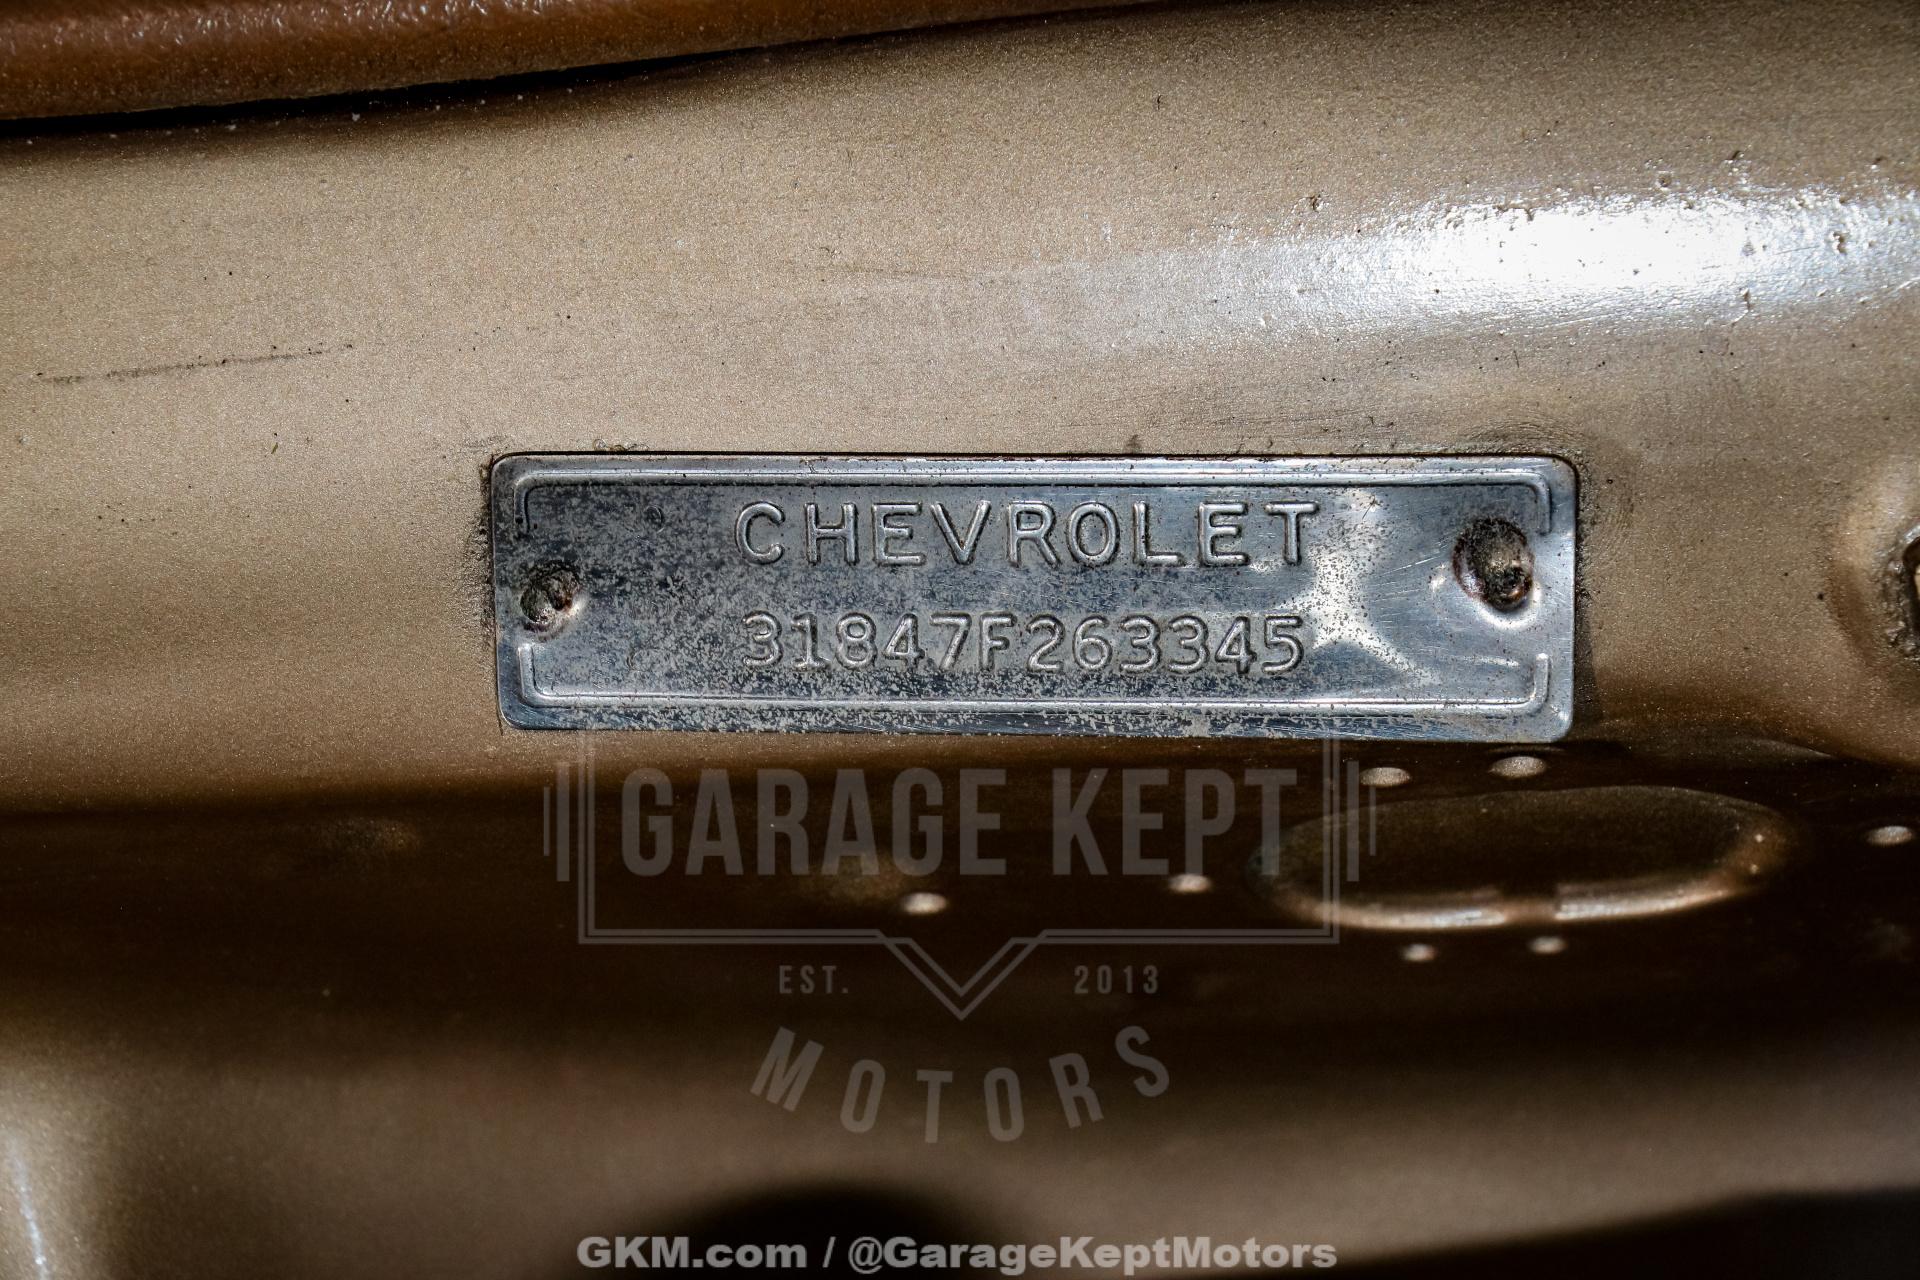 CHEVROLET
31847F263345
GARAGE KEPT
EST. 2013
MOTORS
GKM.com / @GarageKeptMotors